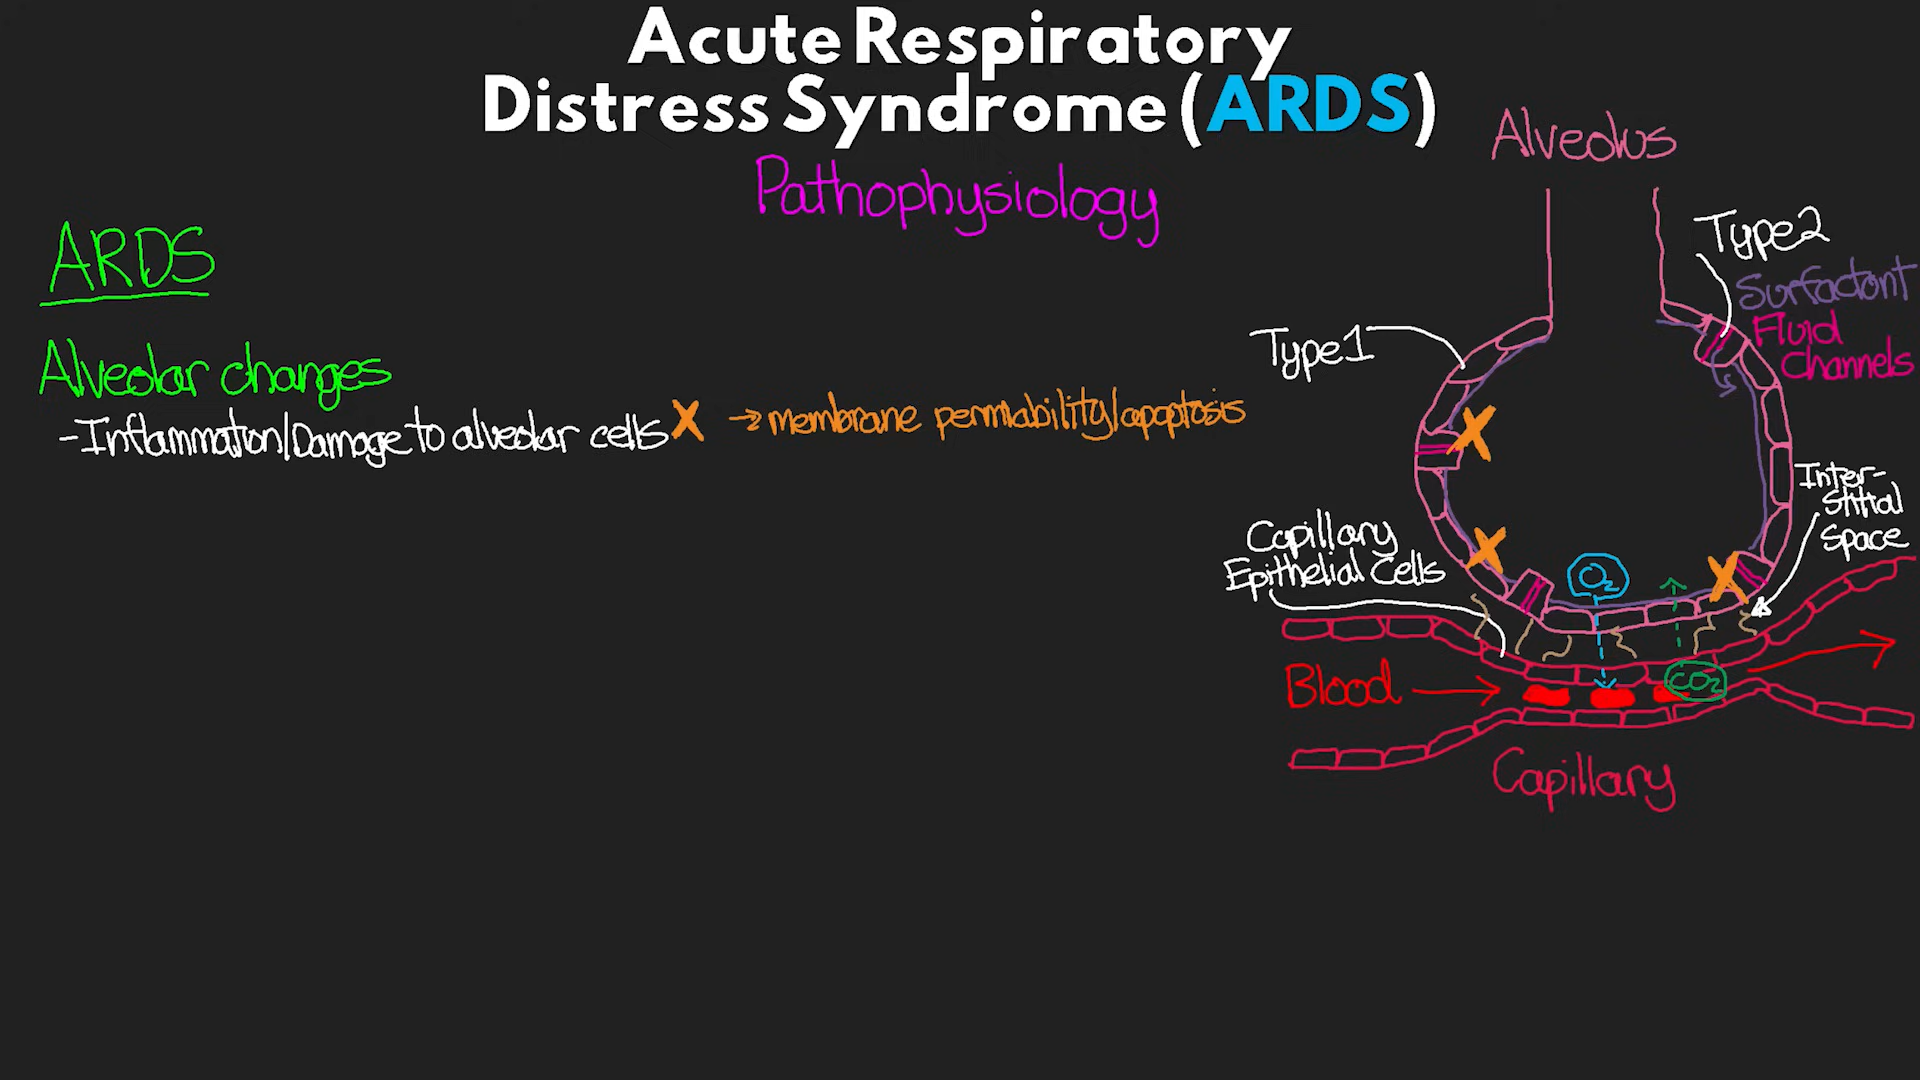 Acute Respiratory
Distress Syndrome (ARDS)
Pathophysiology
ARDS
Alveolar changes
-Inflammation/Damage to alveolar cells X → membrane permiability/apoptosis
Alveolus
Type2
Surfactant
Fluid
Channels
Type1
Inter-
stitial
Space
Capillary
Epithelial Cells
O2
CO2
Blood
Capillary